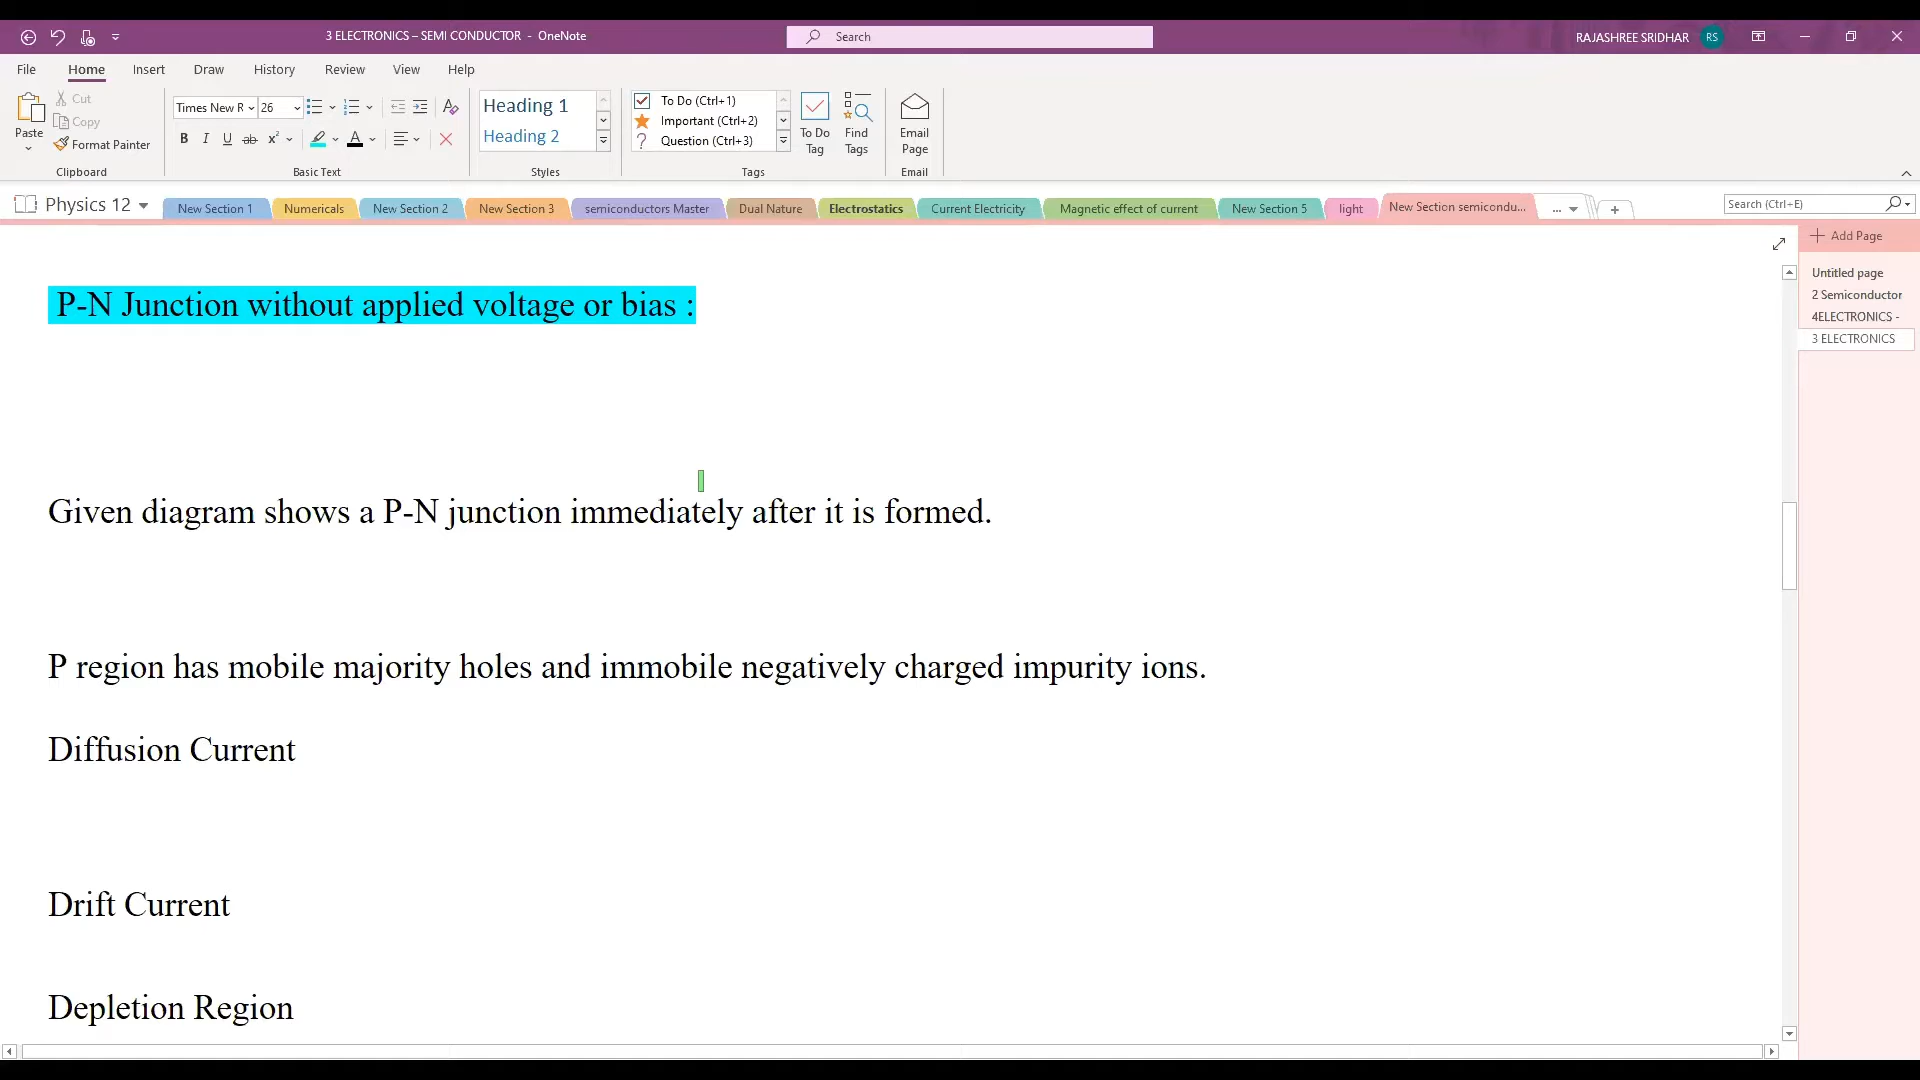 3 ELECTRONICS – SEMI CONDUCTOR - OneNote
Search
RAJASHREE SRIDHAR RS
File Home Insert Draw History Review View Help
Paste
Cut
Copy
Format Painter
Clipboard
Times New R 26
B I U ab x² A
Basic Text
Heading 1
Heading 2
Styles
To Do (Ctrl+1)
Important (Ctrl+2)
Question (Ctrl+3)
To Do Tag
Find Tags
Tags
Email Page
Email
Physics 12
New Section 1 Numericals New Section 2 New Section 3 semiconductors Master Dual Nature Electrostatics Current Electricity Magnetic effect of current New Section 5 light New Section semicondu... ...
Search (Ctrl+E)
Add Page
Untitled page
2 Semiconductor
4ELECTRONICS -
3 ELECTRONICS
P-N Junction without applied voltage or bias :
Given diagram shows a P-N junction immediately after it is formed.
P region has mobile majority holes and immobile negatively charged impurity ions.
Diffusion Current
Drift Current
Depletion Region